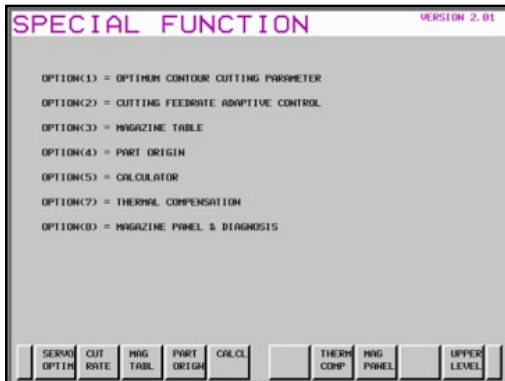 SPECIAL FUNCTION
VERSION 2.01
OPTION(1) = OPTIMUM CONTOUR CUTTING PARAMETER
OPTION(2) = CUTTING FEEDRATE ADAPTIVE CONTROL
OPTION(3) = MAGAZINE TABLE
OPTION(4) = PART ORIGIN
OPTION(5) = CALCULATOR
OPTION(7) = THERMAL COMPENSATION
OPTION(8) = MAGAZINE PANEL & DIAGNOSIS
SERVO OPTIM
CUT RATE
MAG TABL
PART ORIGN
CALCL
THERM COMP
MAG PANEL
UPPER LEVEL